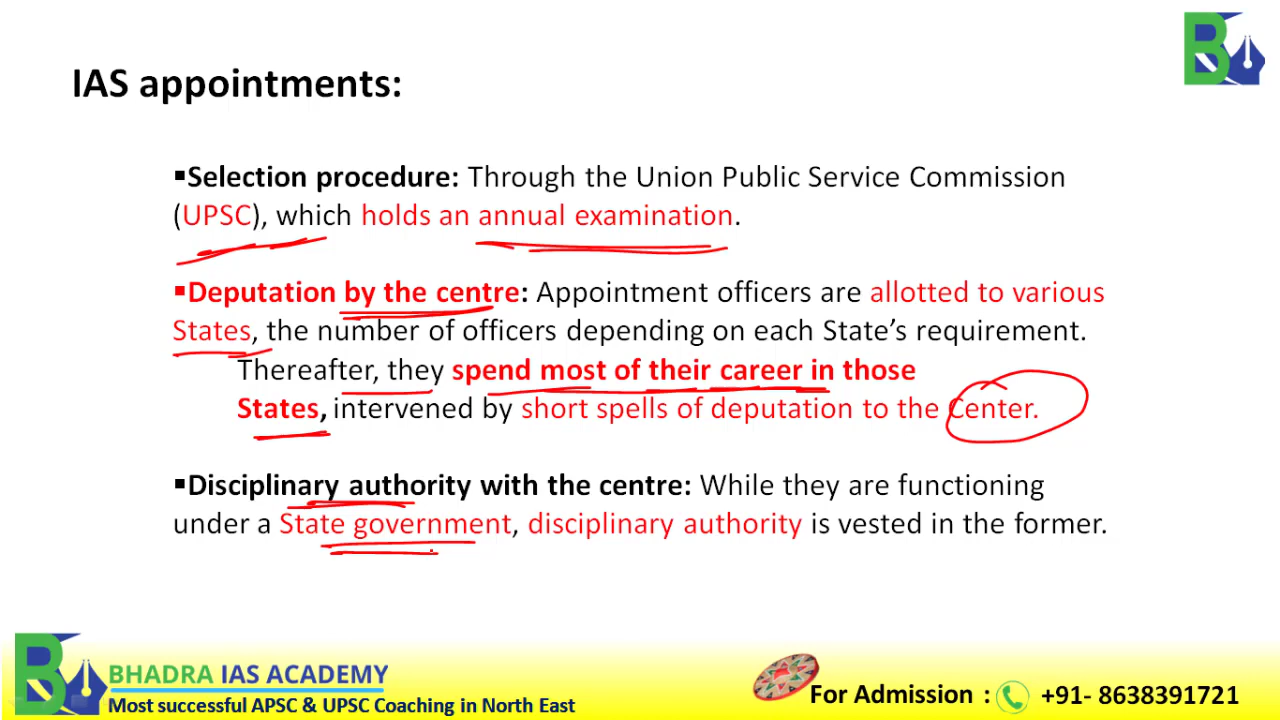 IAS appointments:
▪Selection procedure: Through the Union Public Service Commission
(UPSC), which holds an annual examination.
▪Deputation by the centre: Appointment officers are allotted to various
States, the number of officers depending on each State’s requirement.
Thereafter, they spend most of their career in those
States, intervened by short spells of deputation to the Center.
▪Disciplinary authority with the centre: While they are functioning
under a State government, disciplinary authority is vested in the former.
BHADRA IAS ACADEMY
Most successful APSC & UPSC Coaching in North East
For Admission : +91- 8638391721